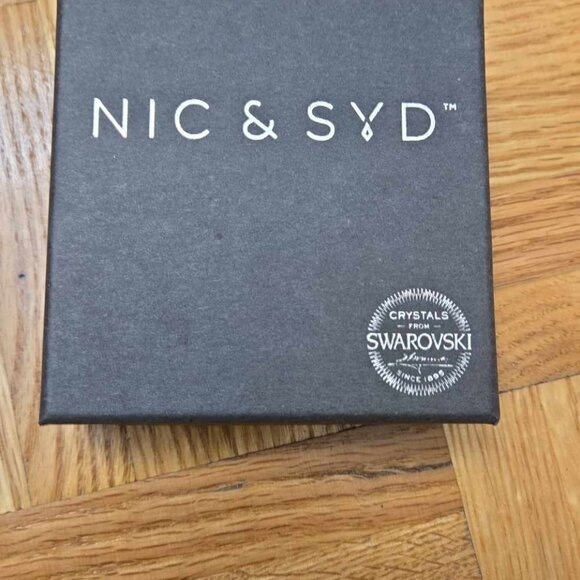 NIC & SYD™
CRYSTALS
FROM
SWAROVSKI
SINCE 1895